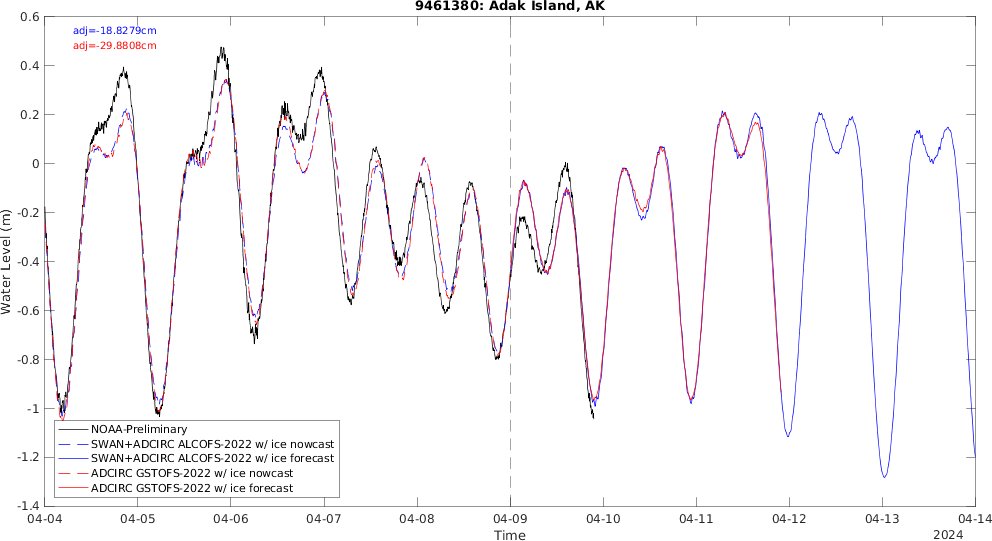 9461380: Adak Island, AK
adj=-18.8279cm
adj=-29.8808cm
0.6
0.4
0.2
0
-0.2
-0.4
-0.6
-0.8
-1
-1.2
-1.4
Water Level (m)
NOAA-Preliminary
SWAN+ADCIRC ALCOFS-2022 w/ ice nowcast
SWAN+ADCIRC ALCOFS-2022 w/ ice forecast
ADCIRC GSTOFS-2022 w/ ice nowcast
ADCIRC GSTOFS-2022 w/ ice forecast
04-04 04-05 04-06 04-07 04-08 04-09 04-10 04-11 04-12 04-13 04-14
Time
2024